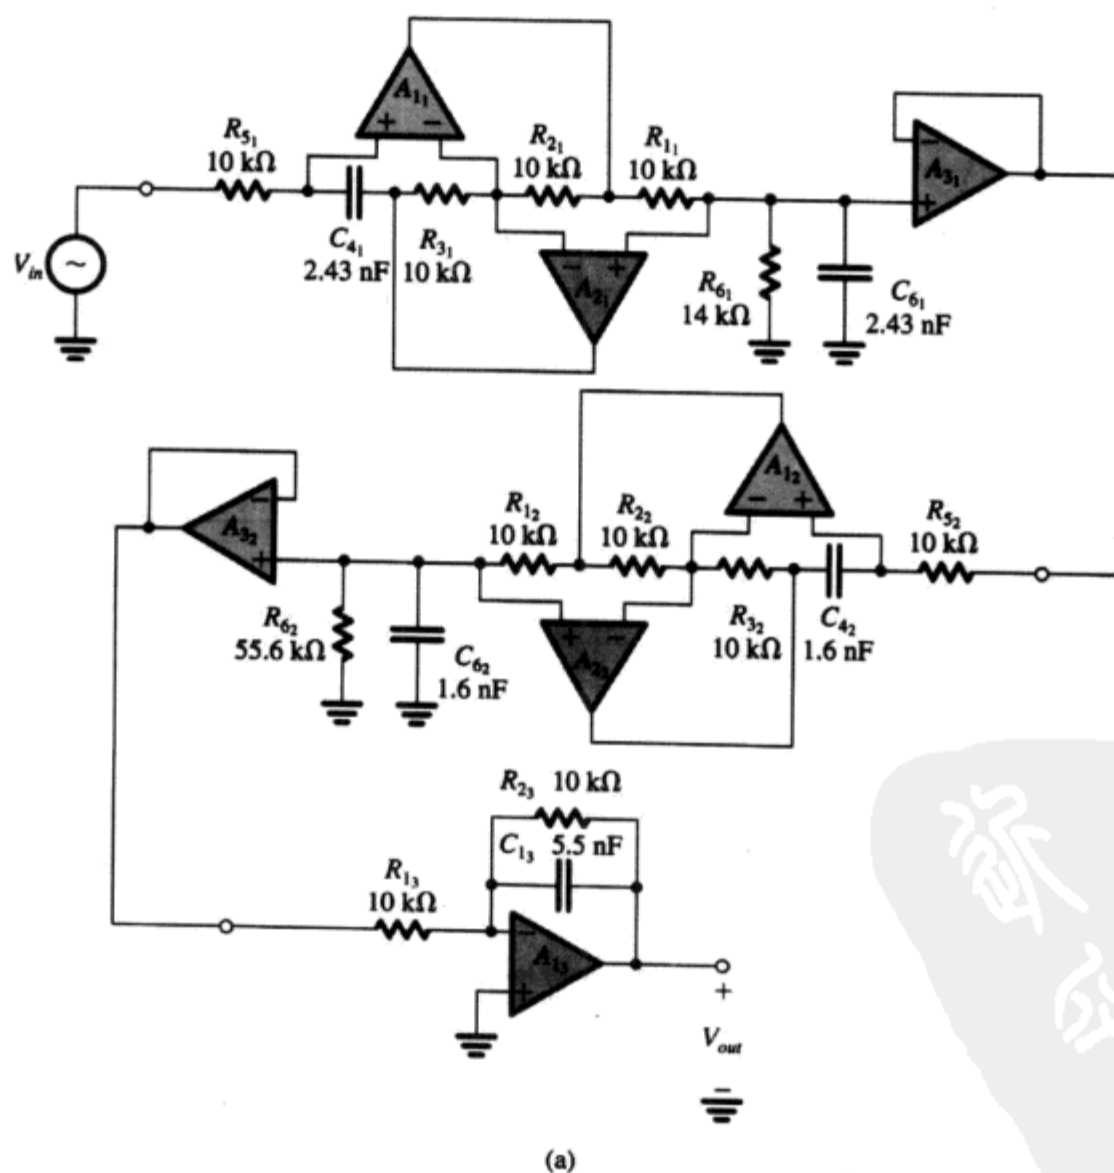 A₁₁
+ −
R₅₁
10 kΩ
R₂₁
10 kΩ
R₁₁
10 kΩ
−
A₃₁
+
C₄₁
2.43 nF
R₃₁
10 kΩ
− +
A₂₁
V_in
~
R₆₁
14 kΩ
C₆₁
2.43 nF
A₁₂
− +
−
A₃₂
+
R₁₂
10 kΩ
R₂₂
10 kΩ
R₅₂
10 kΩ
R₆₂
55.6 kΩ
C₆₂
1.6 nF
+ −
R₃₂
10 kΩ
C₄₂
1.6 nF
R₂₃ 10 kΩ
C₁₃ 5.5 nF
R₁₃
10 kΩ
−
A₁₃
+
+
V_out
−
(a)